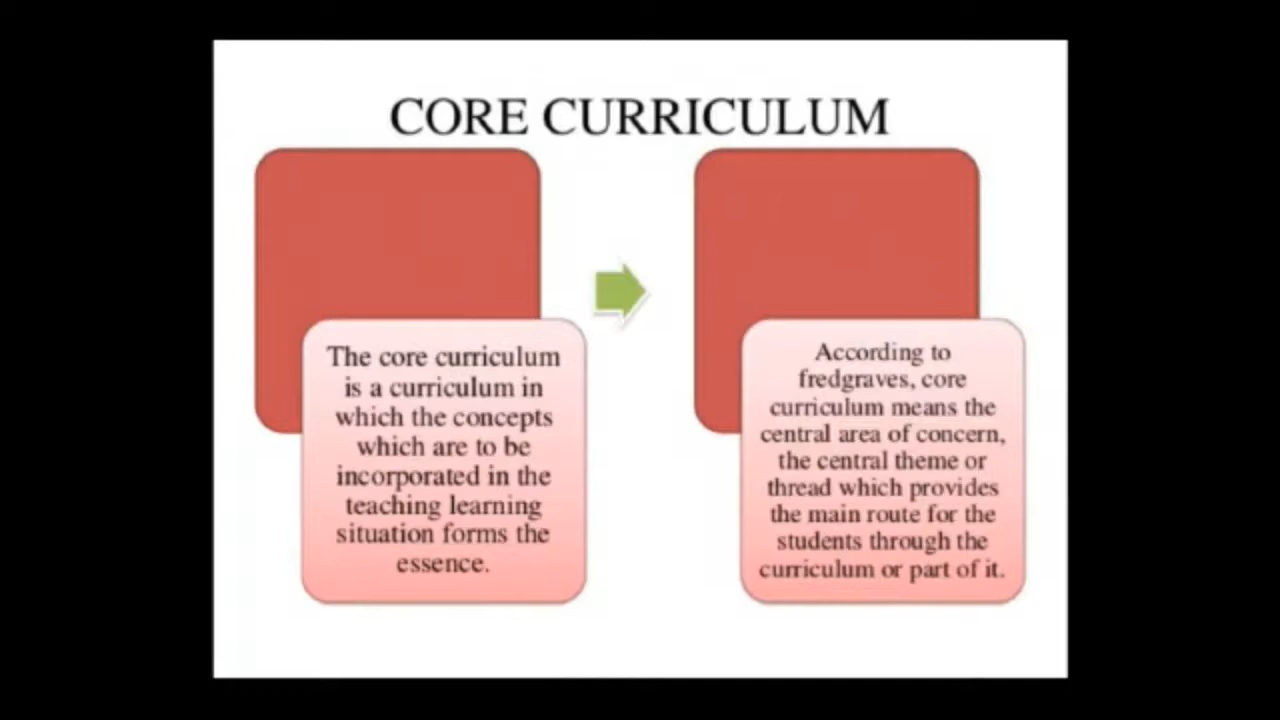 CORE CURRICULUM
The core curriculum
is a curriculum in
which the concepts
which are to be
incorporated in the
teaching learning
situation forms the
essence.
According to
fredgraves, core
curriculum means the
central area of concern,
the central theme or
thread which provides
the main route for the
students through the
curriculum or part of it.